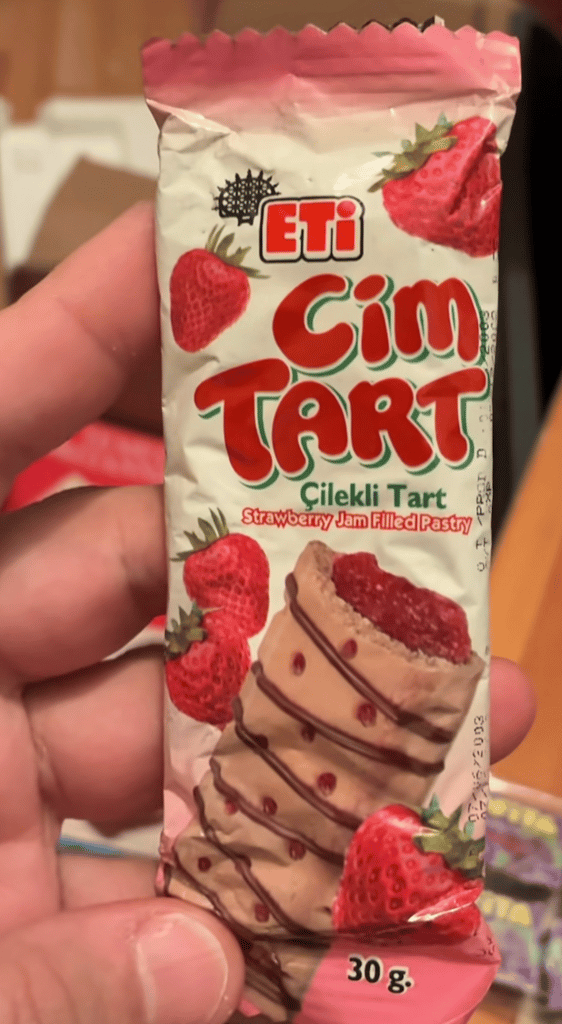 ETi
Cim
TART
Çilekli Tart
Strawberry Jam Filled Pastry
30 g.